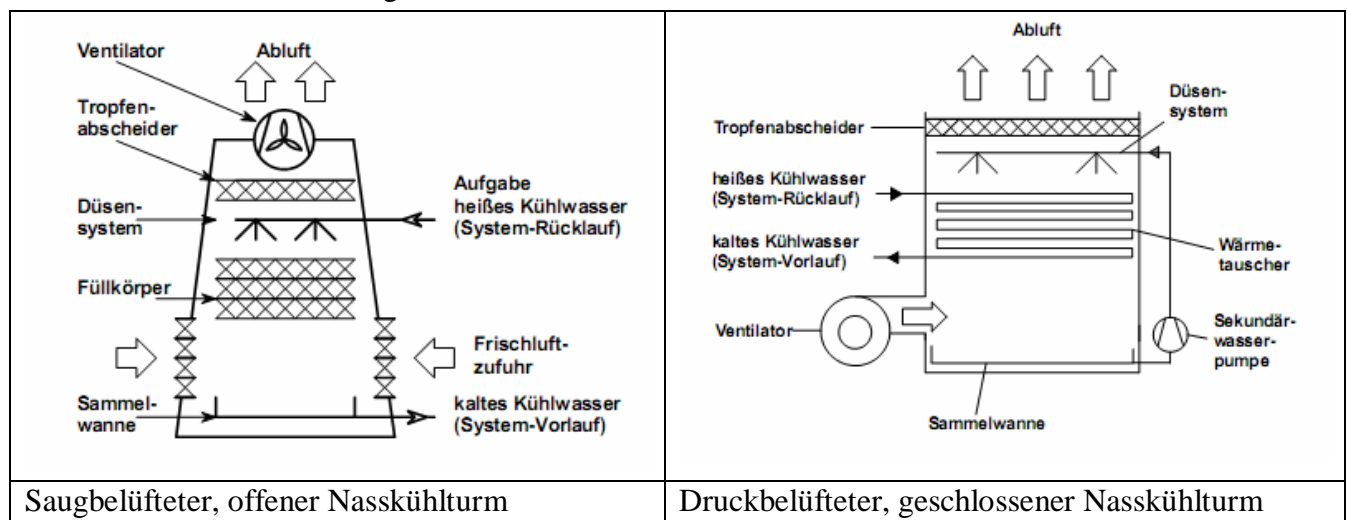 Ventilator
Abluft
Tropfen-
abscheider
Düsen-
system
Aufgabe
heißes Kühlwasser
(System-Rücklauf)
Füllkörper
Frischluft-
zufuhr
Sammel-
wanne
kaltes Kühlwasser
(System-Vorlauf)
Saugbelüfteter, offener Nasskühlturm
Abluft
Düsen-
system
Tropfenabscheider
heißes Kühlwasser
(System-Rücklauf)
kaltes Kühlwasser
(System-Vorlauf)
Wärme-
tauscher
Ventilator
Sekundär-
wasser-
pumpe
Sammelwanne
Druckbelüfteter, geschlossener Nasskühlturm